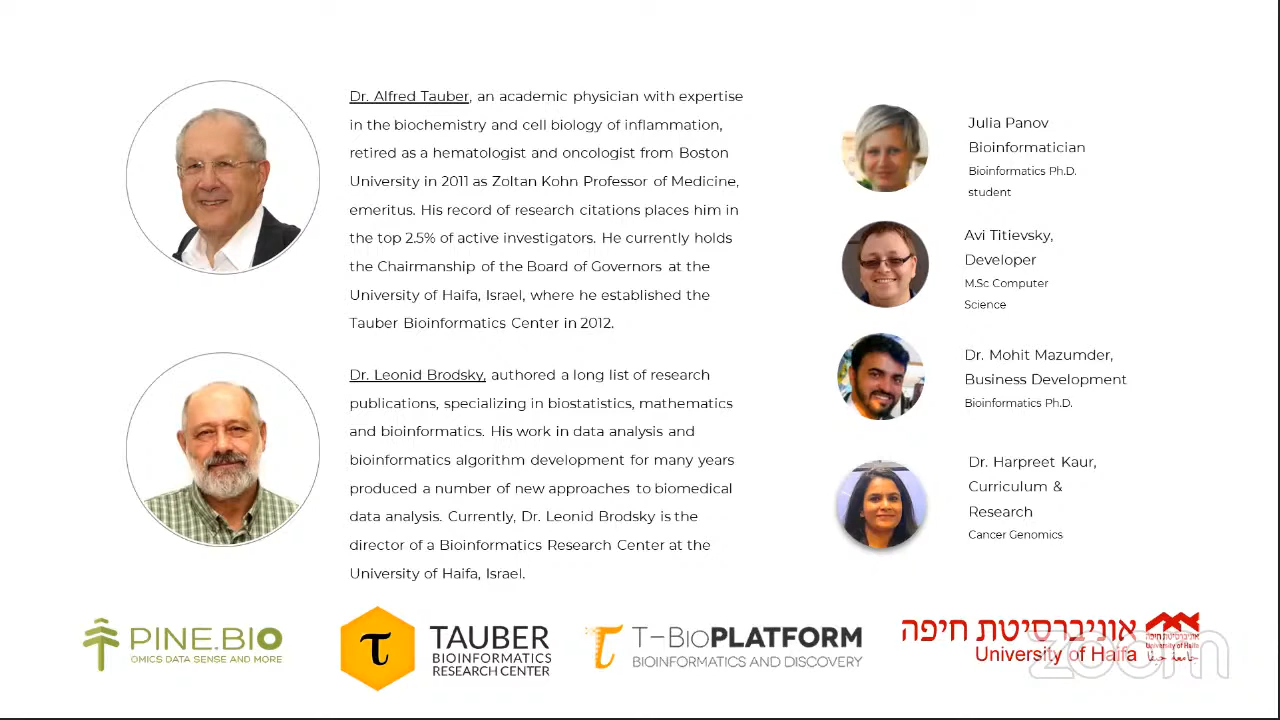 Dr. Alfred Tauber, an academic physician with expertise
in the biochemistry and cell biology of inflammation,
retired as a hematologist and oncologist from Boston
University in 2011 as Zoltan Kohn Professor of Medicine,
emeritus. His record of research citations places him in
the top 2.5% of active investigators. He currently holds
the Chairmanship of the Board of Governors at the
University of Haifa, Israel, where he established the
Tauber Bioinformatics Center in 2012.
Dr. Leonid Brodsky, authored a long list of research
publications, specializing in biostatistics, mathematics
and bioinformatics. His work in data analysis and
bioinformatics algorithm development for many years
produced a number of new approaches to biomedical
data analysis. Currently, Dr. Leonid Brodsky is the
director of a Bioinformatics Research Center at the
University of Haifa, Israel.
Julia Panov
Bioinformatician
Bioinformatics Ph.D.
student
Avi Titievsky,
Developer
M.Sc Computer
Science
Dr. Mohit Mazumder,
Business Development
Bioinformatics Ph.D.
Dr. Harpreet Kaur,
Curriculum &
Research
Cancer Genomics
PINE.BIO
OMICS DATA SENSE AND MORE
τ
TAUBER
BIOINFORMATICS
RESEARCH CENTER
T-BioPLATFORM
BIOINFORMATICS AND DISCOVERY
אוניברסיטת חיפה
University of Haifa
אוניברסיטת חיפה
University of Haifa
جامعة حيفا
zoom